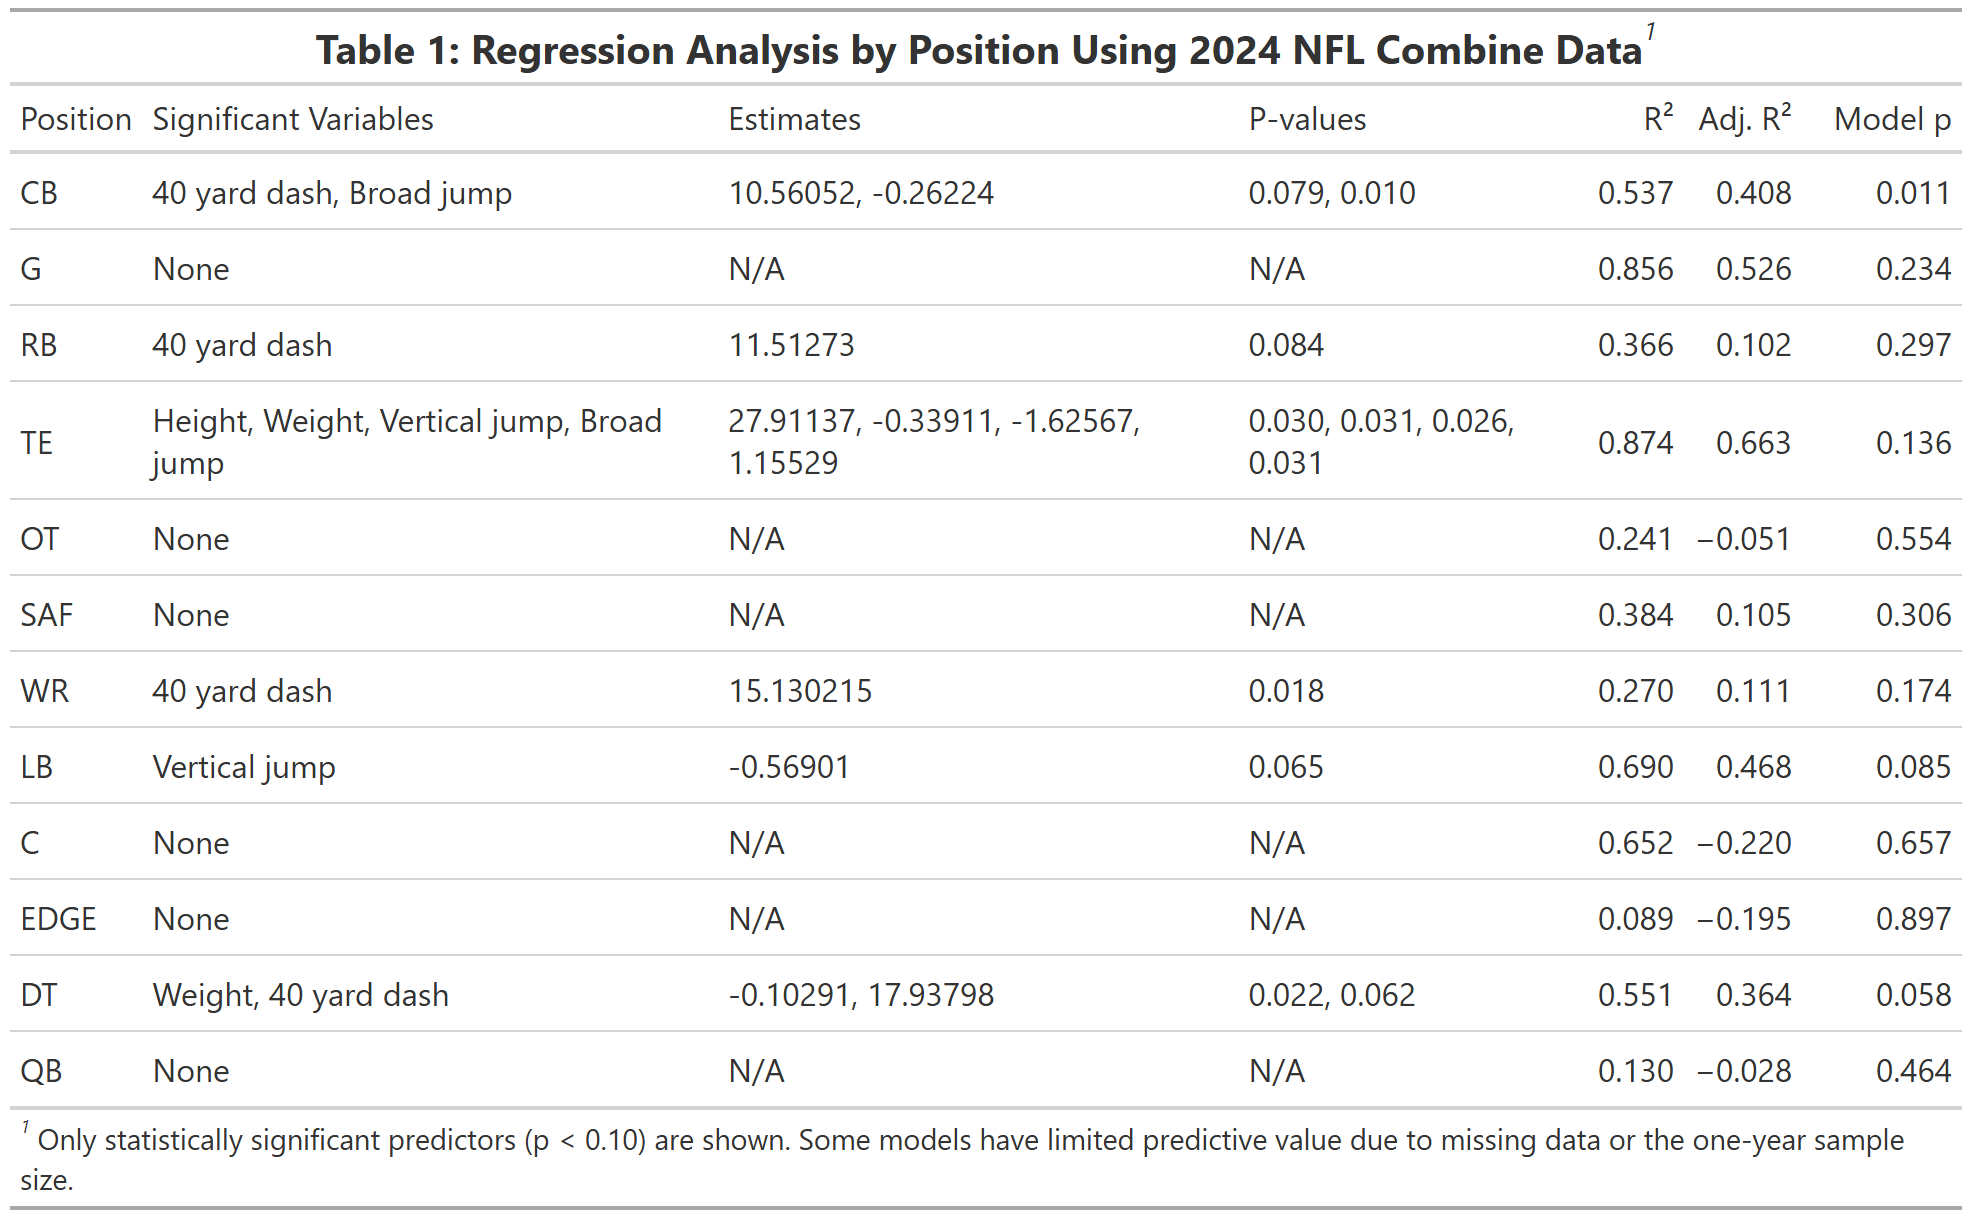 Table 1: Regression Analysis by Position Using 2024 NFL Combine Data¹
Position Significant Variables Estimates P-values R² Adj. R² Model p
CB 40 yard dash, Broad jump 10.56052, -0.26224 0.079, 0.010 0.537 0.408 0.011
G None N/A N/A 0.856 0.526 0.234
RB 40 yard dash 11.51273 0.084 0.366 0.102 0.297
TE Height, Weight, Vertical jump, Broad jump 27.91137, -0.33911, -1.62567, 1.15529 0.030, 0.031, 0.026, 0.031 0.874 0.663 0.136
OT None N/A N/A 0.241 −0.051 0.554
SAF None N/A N/A 0.384 0.105 0.306
WR 40 yard dash 15.130215 0.018 0.270 0.111 0.174
LB Vertical jump -0.56901 0.065 0.690 0.468 0.085
C None N/A N/A 0.652 −0.220 0.657
EDGE None N/A N/A 0.089 −0.195 0.897
DT Weight, 40 yard dash -0.10291, 17.93798 0.022, 0.062 0.551 0.364 0.058
QB None N/A N/A 0.130 −0.028 0.464
¹ Only statistically significant predictors (p < 0.10) are shown. Some models have limited predictive value due to missing data or the one-year sample
size.